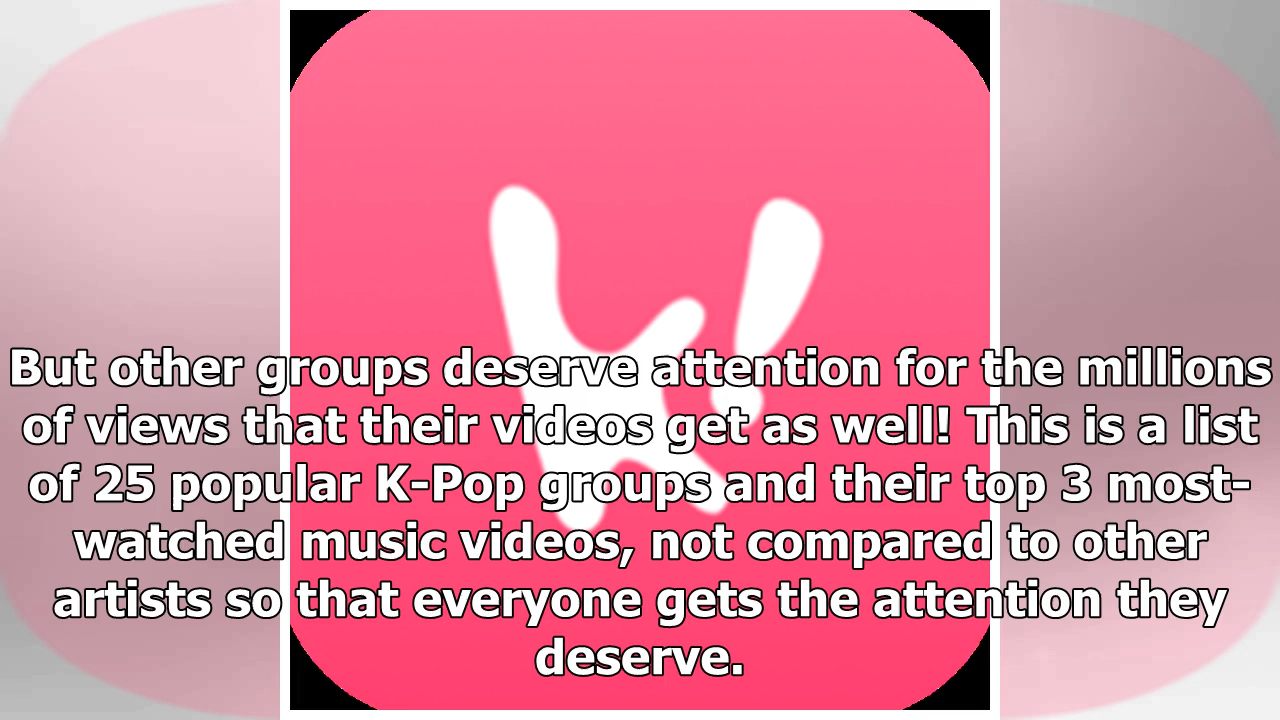 k!
But other groups deserve attention for the millions
of views that their videos get as well! This is a list
of 25 popular K-Pop groups and their top 3 most-
watched music videos, not compared to other
artists so that everyone gets the attention they
deserve.